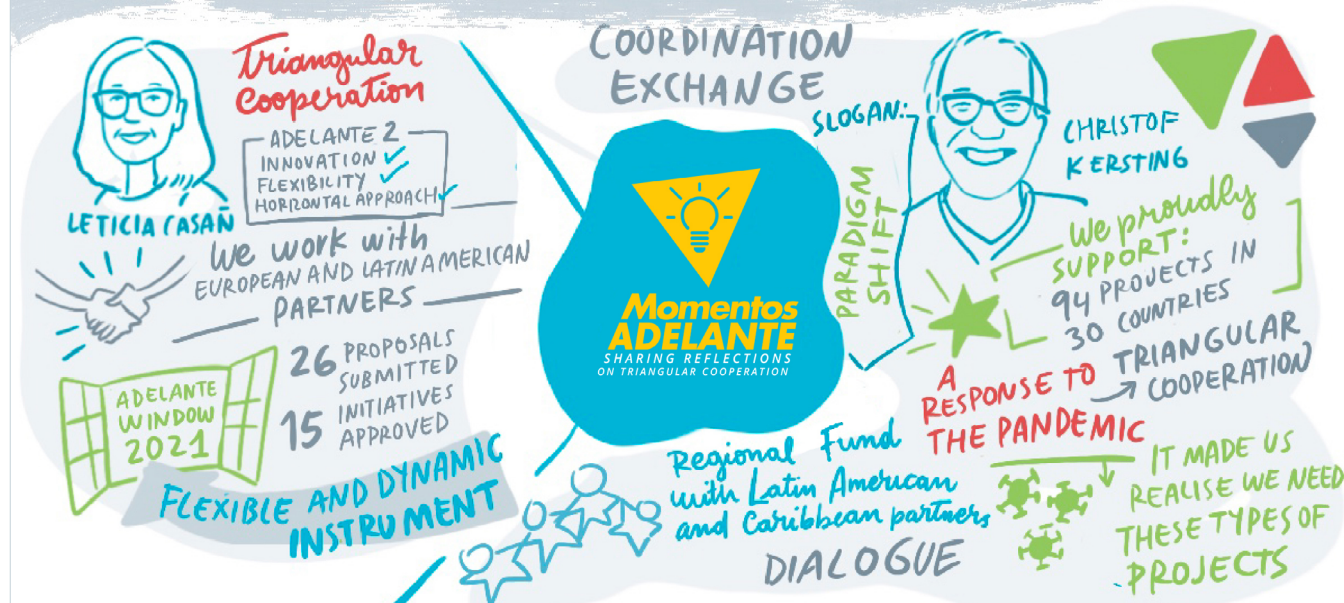 Triangular
Cooperation
ADELANTE 2
INNOVATION
FLEXIBILITY
HORIZONTAL APPROACH
LETICIA CASAÑ
We work with
EUROPEAN AND LATIN AMERICAN
PARTNERS
26 PROPOSALS
SUBMITTED
15 INITIATIVES
APPROVED
ADELANTE
WINDOW
2021
FLEXIBLE AND DYNAMIC
INSTRUMENT
COORDINATION
EXCHANGE
Momentos
ADELANTE
SHARING REFLECTIONS
ON TRIANGULAR COOPERATION
SLOGAN:
PARADIGM
SHIFT
CHRISTOF
KERSTING
We proudly
SUPPORT:
94 PROJECTS IN
30 COUNTRIES
A
RESPONSE TO
THE PANDEMIC
TRIANGULAR
COOPERATION
Regional Fund
with Latin American
and Caribbean partners
DIALOGUE
IT MADE US
REALISE WE NEED
THESE TYPES OF
PROJECTS